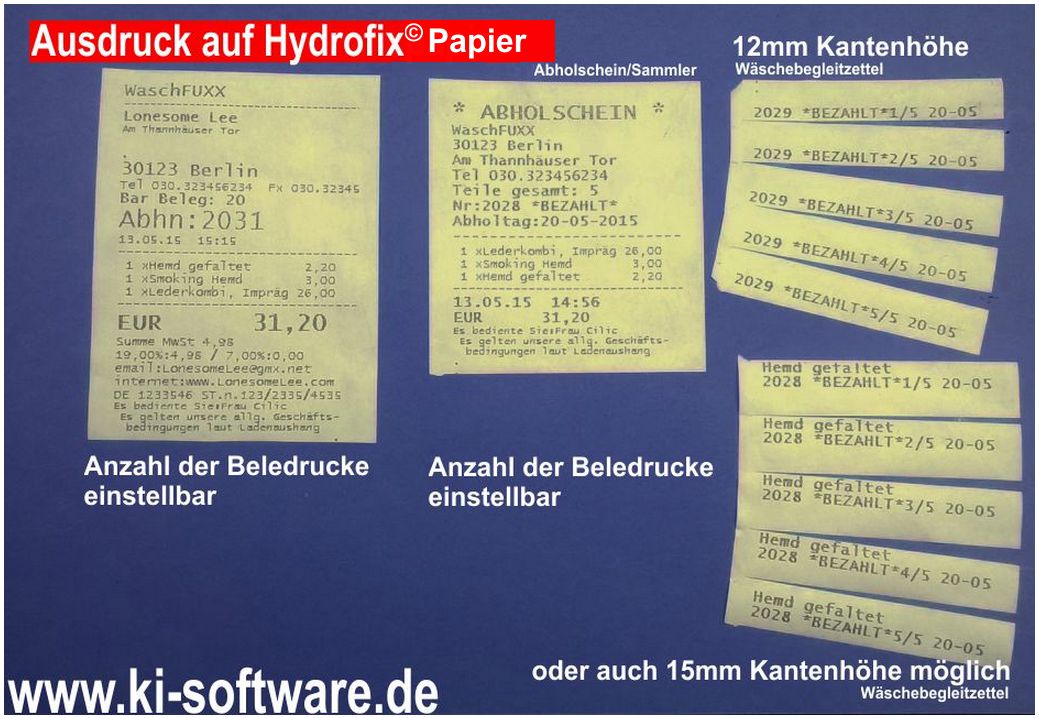 Ausdruck auf Hydrofix© Papier
WaschFUXX
Lonesome Lee
Am Thannhäuser Tor
30123 Berlin
Tel 030.323456234 Fx 030.32345
Bar Beleg: 20
Abhn:2031
13.05.15 15:15
1 xHemd gefaltet 2,20
1 xSmoking Hemd 3,00
1 xLederkombi, Impräg 26,00
EUR 31,20
Summe MwSt 4,98
19,00%:4,98 / 7,00%:0,00
email:LonesomeLee@gmx.net
internet:www.LonesomeLee.com
DE 1233546 ST.n.123/2335/4535
Es bediente Sie:Frau Cilic
Es gelten unsere allg. Geschäfts-
bedingungen laut Ladenaushang
Anzahl der Beledrucke
einstellbar
Abholschein/Sammler
* ABHOLSCHEIN *
WaschFUXX
30123 Berlin
Am Thannhäuser Tor
Tel 030.323456234
Teile gesamt: 5
Nr:2028 *BEZAHLT*
Abholtag:20-05-2015
1 xLederkombi, Impräg 26,00
1 xSmoking Hemd 3,00
1 xHemd gefaltet 2,20
13.05.15 14:56
EUR 31,20
Es bediente Sie:Frau Cilic
Es gelten unsere allg. Geschäfts-
bedingungen laut Ladenaushang
Anzahl der Beledrucke
einstellbar
12mm Kantenhöhe
Wäschebegleitzettel
2029 *BEZAHLT*1/5 20-05
2029 *BEZAHLT*2/5 20-05
2029 *BEZAHLT*3/5 20-05
2029 *BEZAHLT*4/5 20-05
2029 *BEZAHLT*5/5 20-05
Hemd gefaltet
2028 *BEZAHLT*1/5 20-05
Hemd gefaltet
2028 *BEZAHLT*2/5 20-05
Hemd gefaltet
2028 *BEZAHLT*3/5 20-05
Hemd gefaltet
2028 *BEZAHLT*4/5 20-05
Hemd gefaltet
2028 *BEZAHLT*5/5 20-05
oder auch 15mm Kantenhöhe möglich
Wäschebegleitzettel
www.ki-software.de